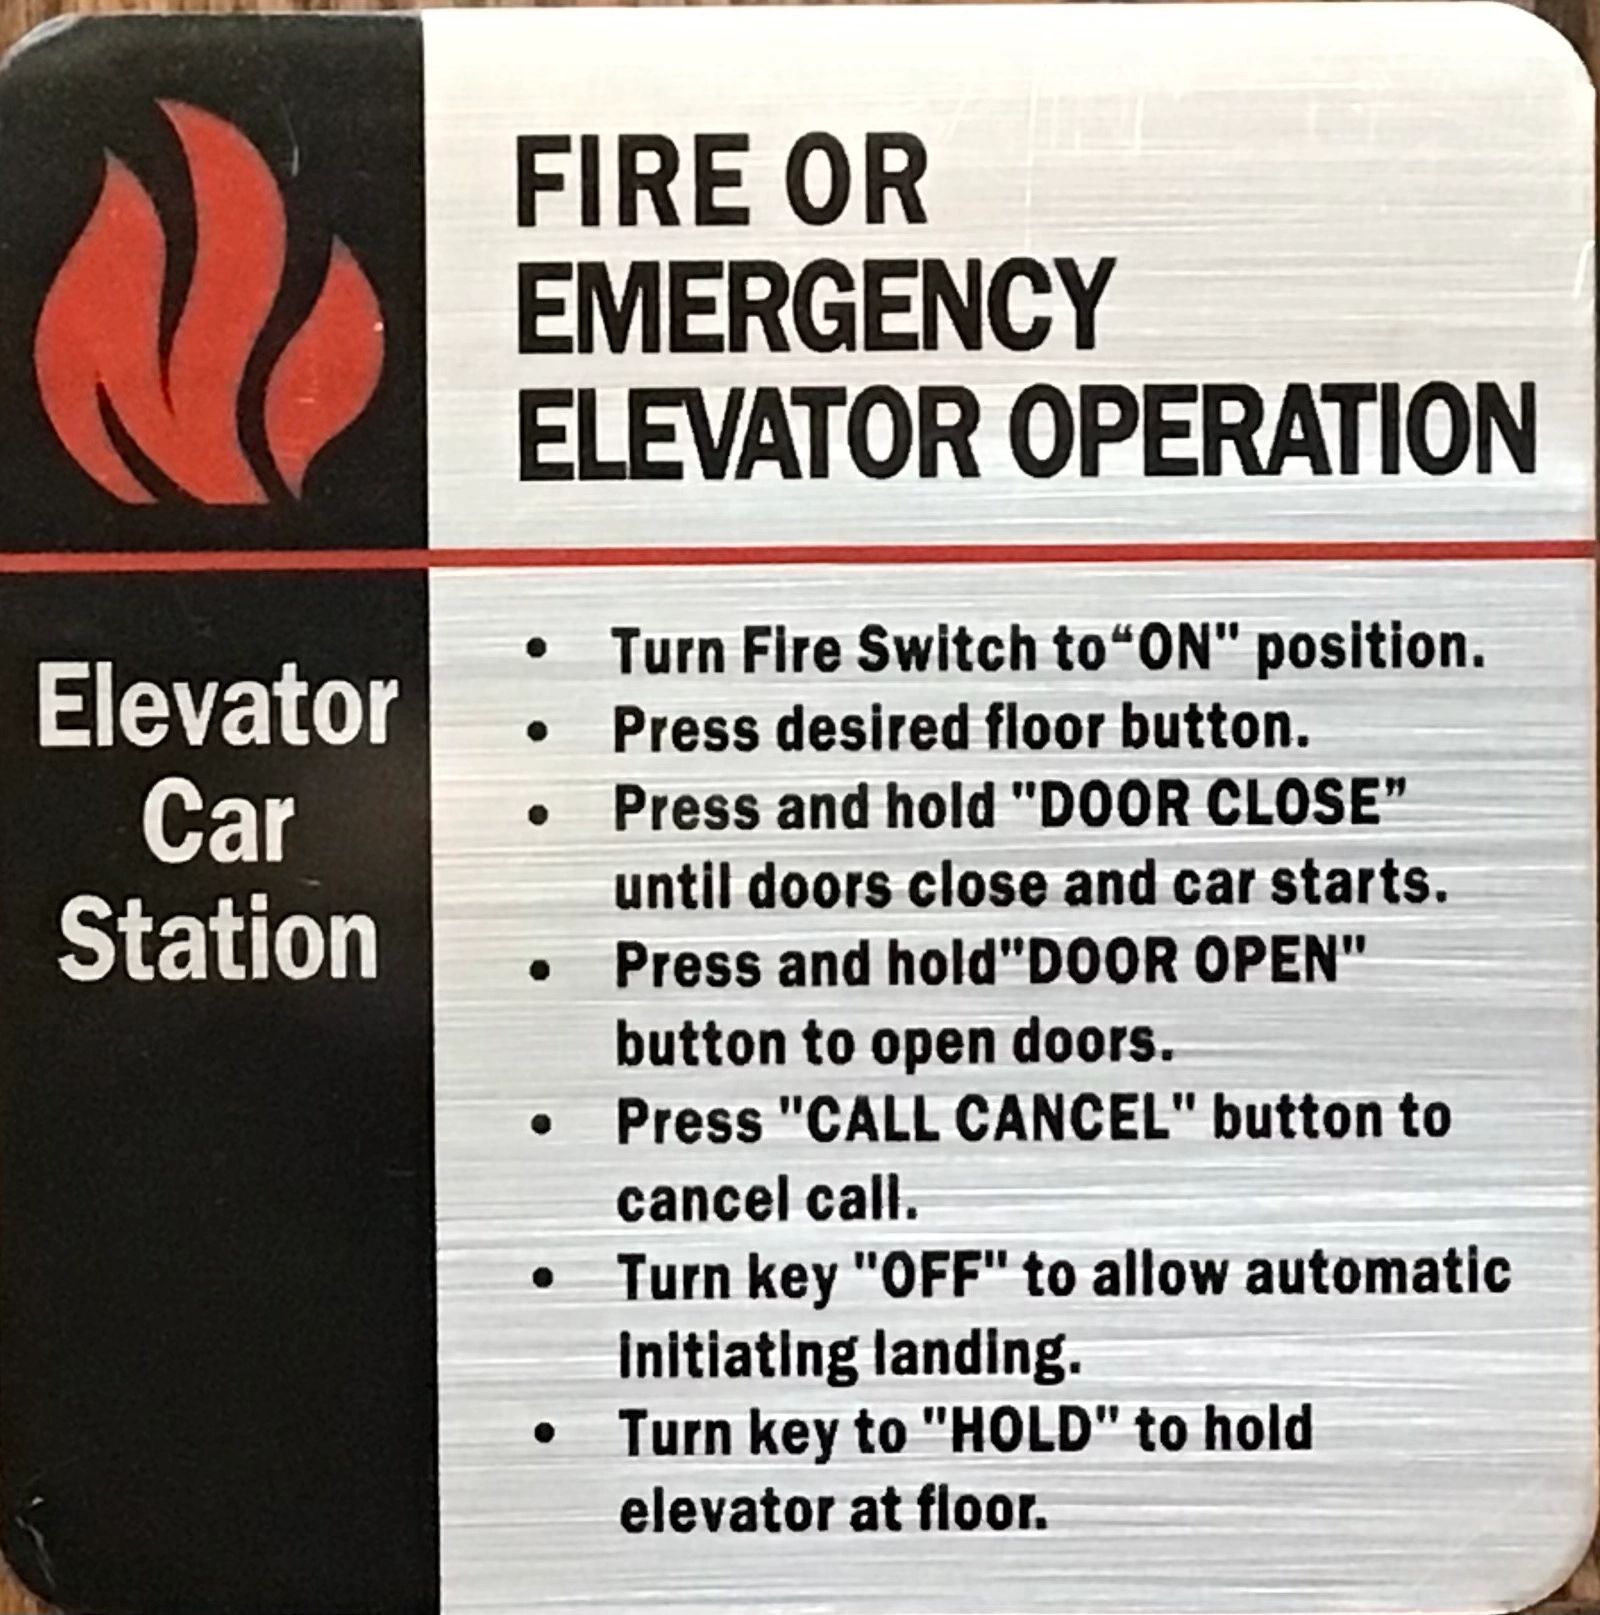 FIRE OR
EMERGENCY
ELEVATOR OPERATION
Elevator
Car
Station
• Turn Fire Switch to“ON" position.
• Press desired floor button.
• Press and hold "DOOR CLOSE”
until doors close and car starts.
• Press and hold"DOOR OPEN"
button to open doors.
• Press "CALL CANCEL" button to
cancel call.
• Turn key "OFF" to allow automatic
initiating landing.
• Turn key to "HOLD" to hold
elevator at floor.